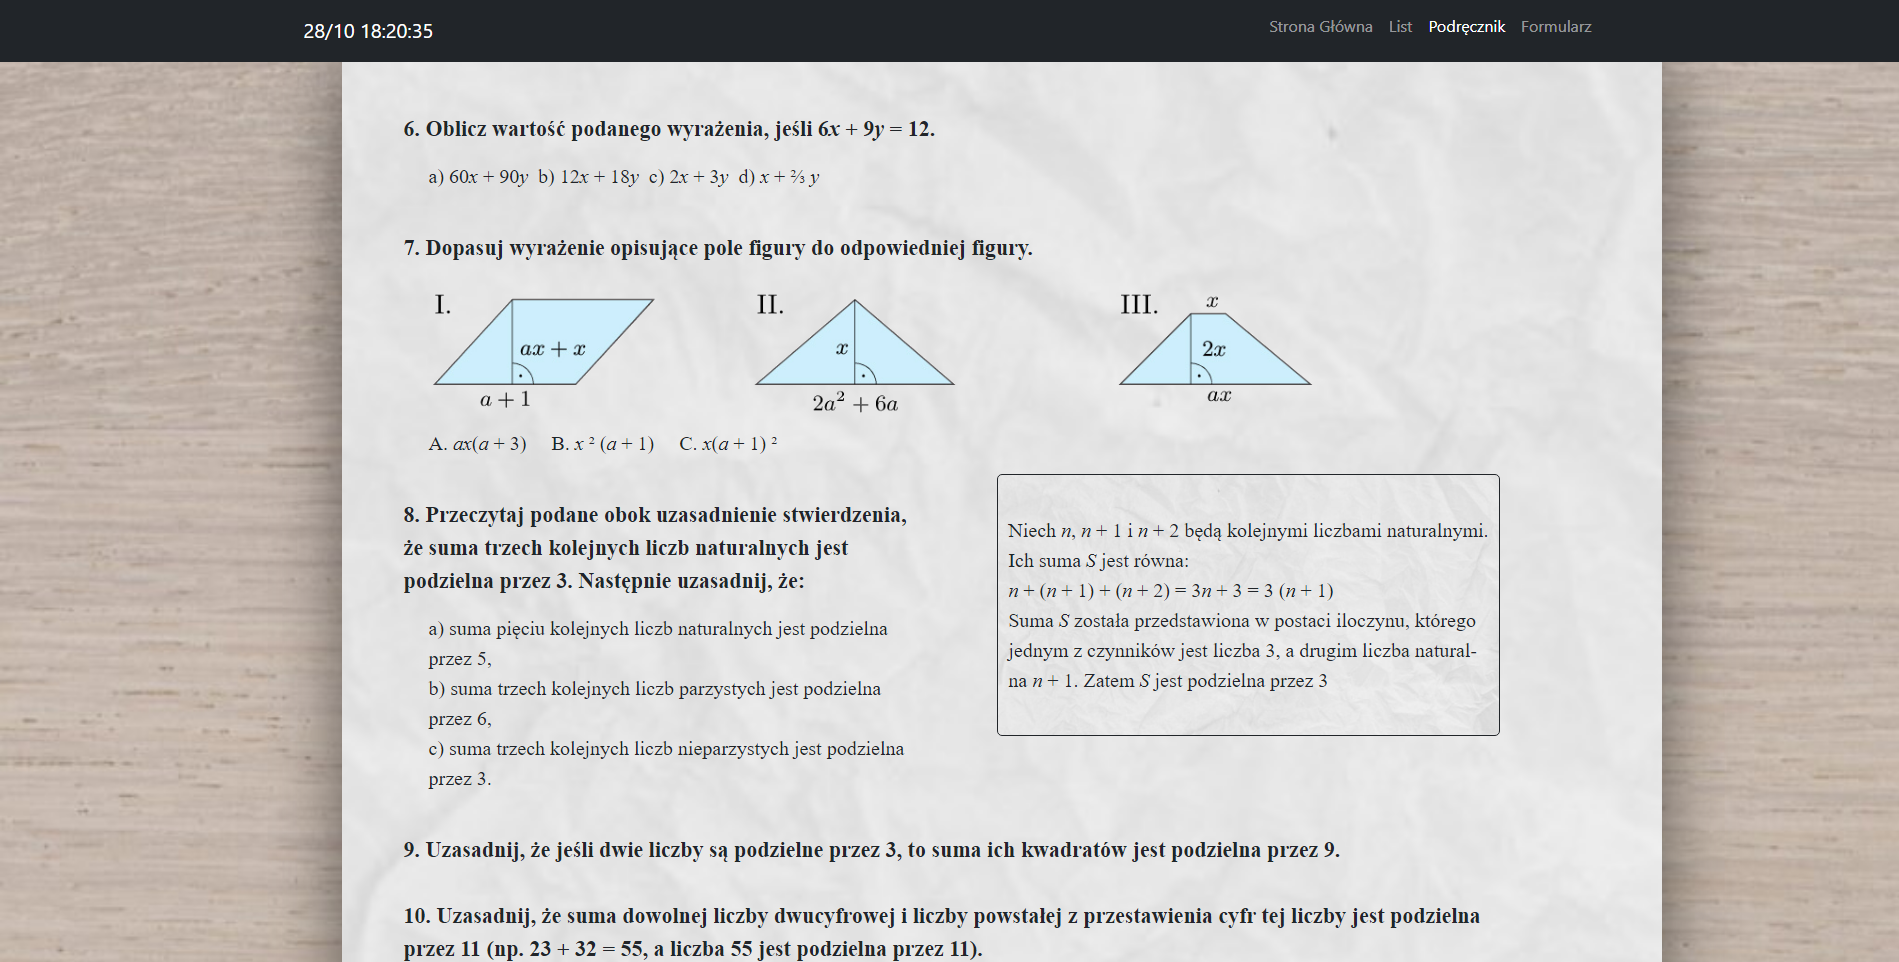 28/10 18:20:35
Strona Główna List Podręcznik Formularz
6. Oblicz wartość podanego wyrażenia, jeśli 6x + 9y = 12.
a) 60x + 90y b) 12x + 18y c) 2x + 3y d) x + ⅔ y
7. Dopasuj wyrażenie opisujące pole figury do odpowiedniej figury.
I.
ax + x
a + 1
II.
x
2a² + 6a
III.
x
2x
ax
A. ax(a + 3) B. x ² (a + 1) C. x(a + 1) ²
8. Przeczytaj podane obok uzasadnienie stwierdzenia,
że suma trzech kolejnych liczb naturalnych jest
podzielna przez 3. Następnie uzasadnij, że:
a) suma pięciu kolejnych liczb naturalnych jest podzielna
przez 5,
b) suma trzech kolejnych liczb parzystych jest podzielna
przez 6,
c) suma trzech kolejnych liczb nieparzystych jest podzielna
przez 3.
Niech n, n + 1 i n + 2 będą kolejnymi liczbami naturalnymi.
Ich suma S jest równa:
n + (n + 1) + (n + 2) = 3n + 3 = 3 (n + 1)
Suma S została przedstawiona w postaci iloczynu, którego
jednym z czynników jest liczba 3, a drugim liczba natural-
na n + 1. Zatem S jest podzielna przez 3
9. Uzasadnij, że jeśli dwie liczby są podzielne przez 3, to suma ich kwadratów jest podzielna przez 9.
10. Uzasadnij, że suma dowolnej liczby dwucyfrowej i liczby powstałej z przestawienia cyfr tej liczby jest podzielna
przez 11 (np. 23 + 32 = 55, a liczba 55 jest podzielna przez 11).